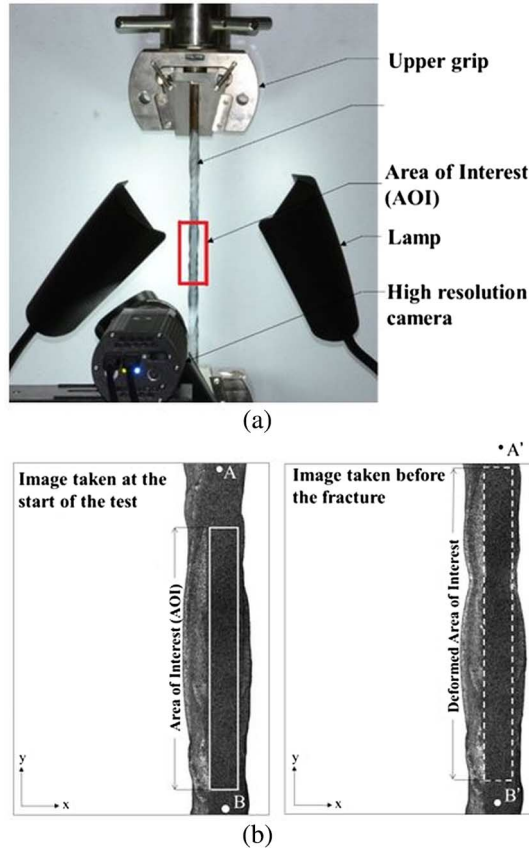 Upper grip
Area of Interest
(AOI)
Lamp
High resolution
camera
(a)
Image taken at the
start of the test
A
Area of Interest (AOI)
y
x
B
Image taken before
the fracture
A'
Deformed Area of Interest
y
x
B'
(b)